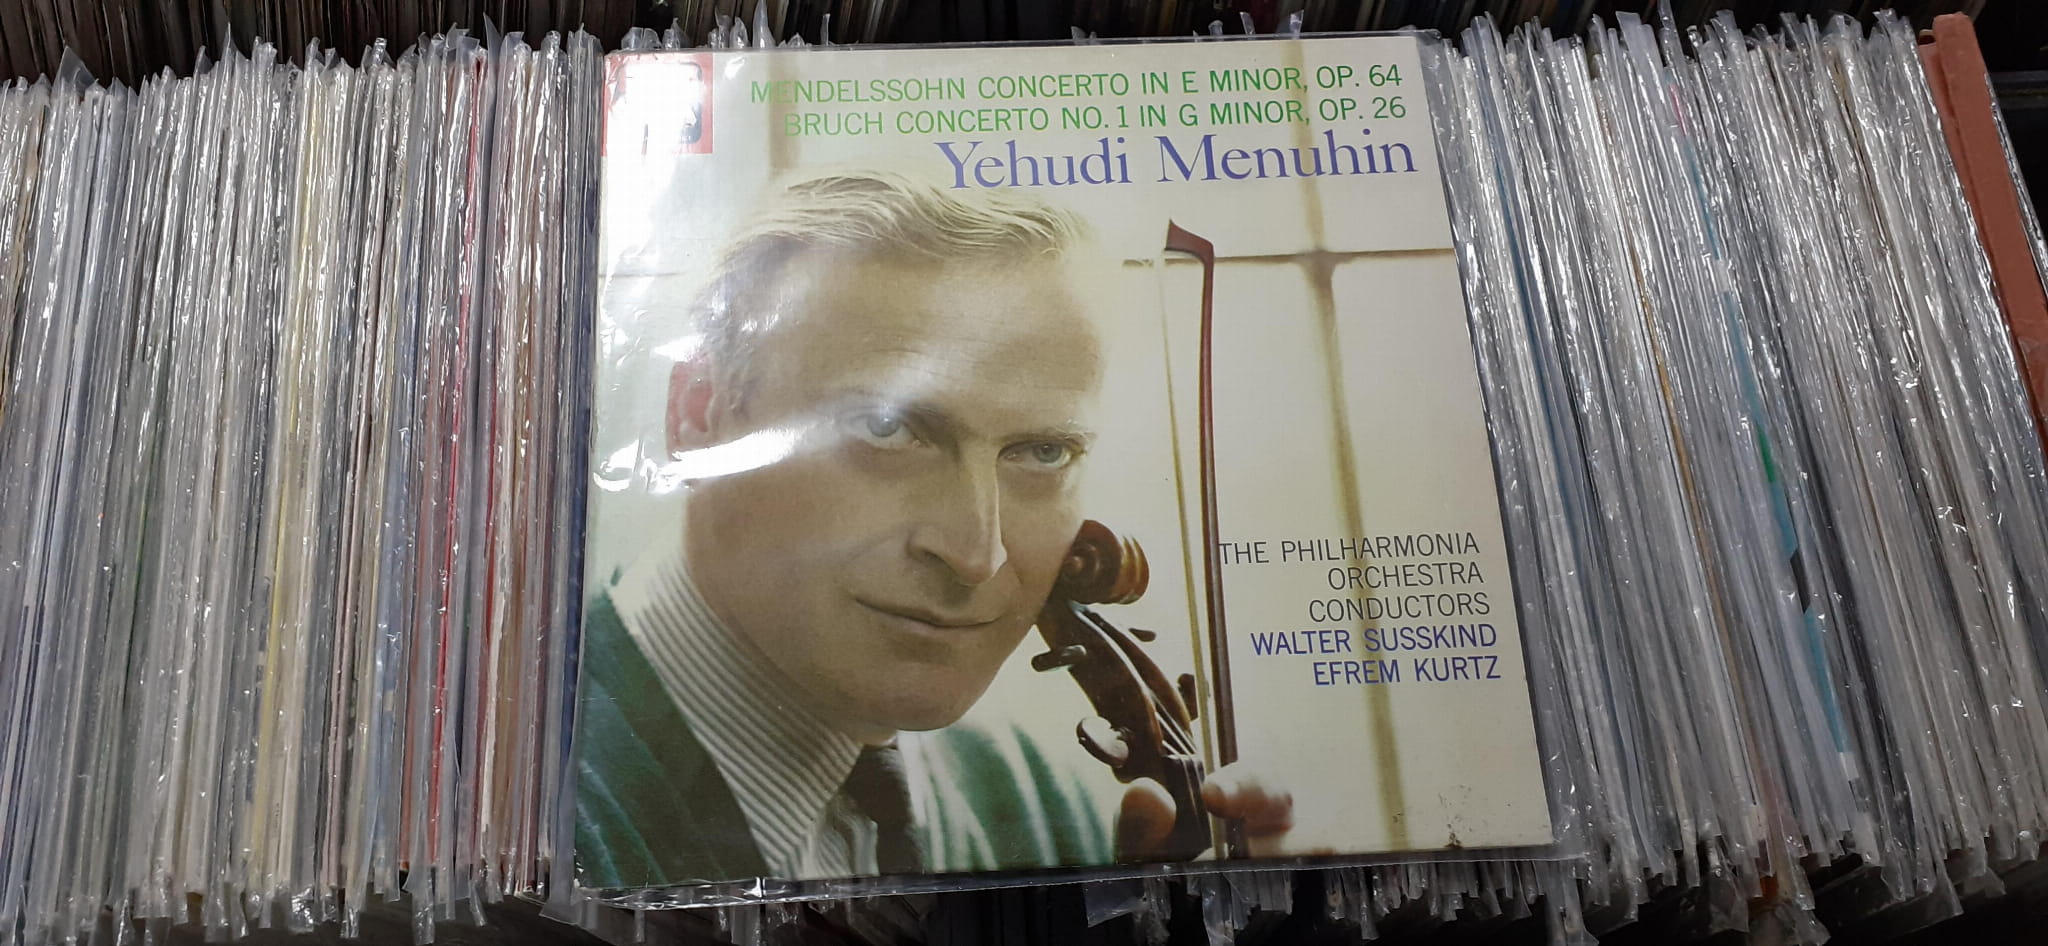 MENDELSSOHN CONCERTO IN E MINOR, OP. 64
BRUCH CONCERTO NO. 1 IN G MINOR, OP. 26
Yehudi Menuhin
THE PHILHARMONIA
ORCHESTRA
CONDUCTORS
WALTER SUSSKIND
EFREM KURTZ